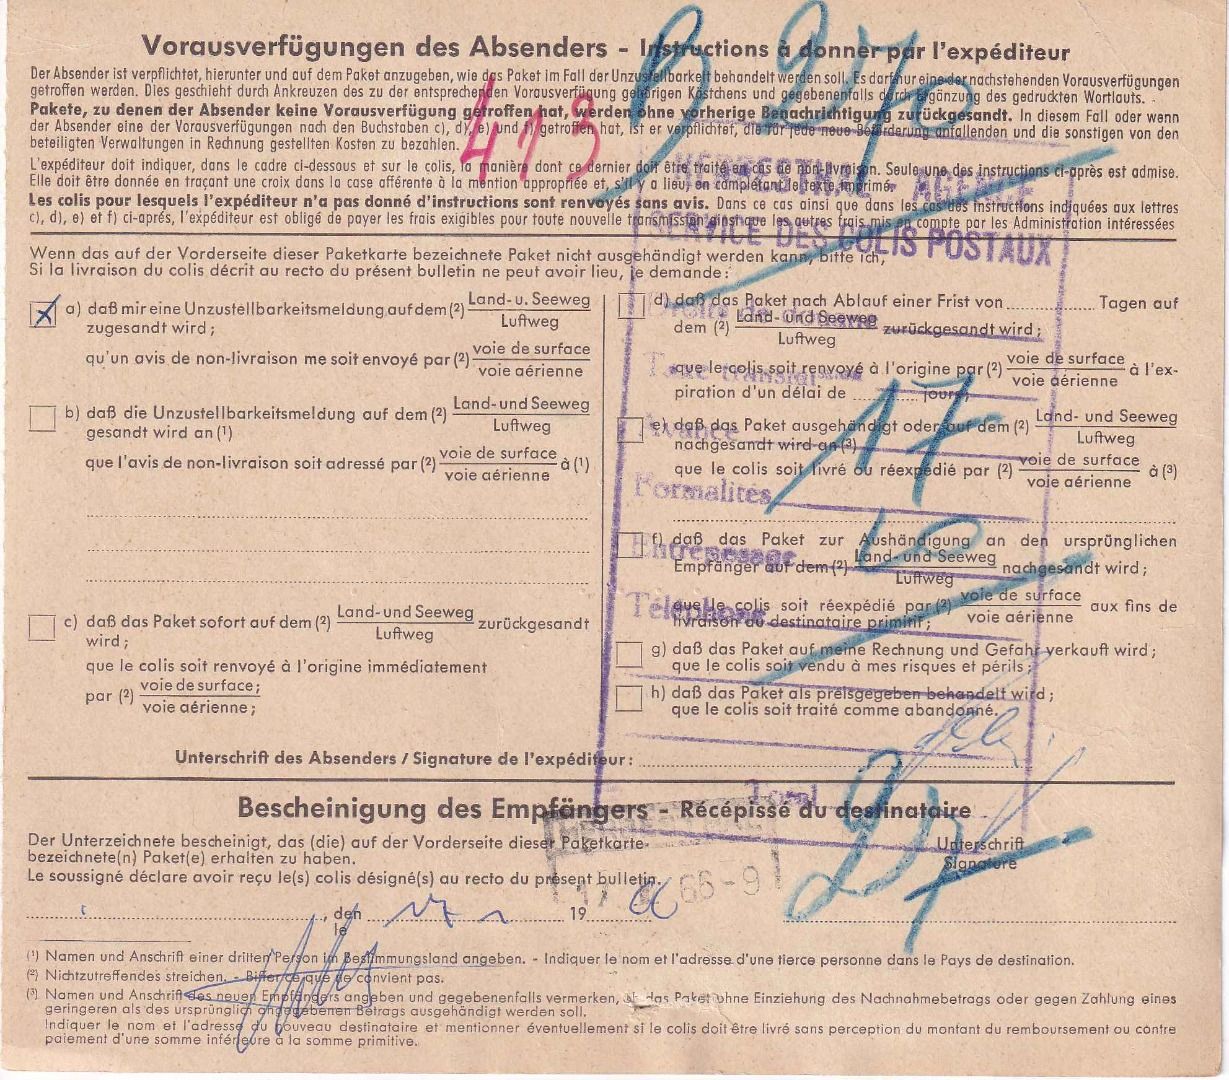 Vorausverfügungen des Absenders - Instructions à donner par l'expéditeur
Der Absender ist verpflichtet, hierunter und auf dem Paket anzugeben, wie das Paket im Fall der Unzustellbarkeit behandelt werden soll. Es darf nur eine der nachstehenden Vorausverfügungen
getroffen werden. Dies geschieht durch Ankreuzen des zu der entsprechenden Vorausverfügung gehörigen Kästchens und gegebenenfalls durch Ergänzung des gedruckten Wortlauts.
Pakete, zu denen der Absender keine Vorausverfügung getroffen hat, werden ohne vorherige Benachrichtigung zurückgesandt. In diesem Fall oder wenn
der Absender eine der Vorausverfügungen nach den Buchstaben c), d), e) und f) getroffen hat, ist er verpflichtet, die für jede neue Beförderung anfallenden und die sonstigen von den
beteiligten Verwaltungen in Rechnung gestellten Kosten zu bezahlen.
413
B 27
L'expéditeur doit indiquer, dans le cadre ci-dessous et sur le colis, la manière dont ce dernier doit être traité en cas de non-livraison. Seule une des instructions ci-après est admise.
Elle doit être donnée en traçant une croix dans la case afférente à la mention appropriée et, s'il y a lieu, en complétant le texte imprimé.
Les colis pour lesquels l'expéditeur n'a pas donné d'instructions sont renvoyés sans avis. Dans ce cas ainsi que dans les cas des instructions indiquées aux lettres
c), d), e) et f) ci-après, l'expéditeur est obligé de payer les frais exigibles pour toute nouvelle transmission ainsi que les autres frais mis en compte par les Administration intéressées
HERBESTHAL - AGENCE
SERVICE DES COLIS POSTAUX
Wenn das auf der Vorderseite dieser Paketkarte bezeichnete Paket nicht ausgehändigt werden kann, bitte ich,
Si la livraison du colis décrit au recto du présent bulletin ne peut avoir lieu, je demande:
a) daß mir eine Unzustellbarkeitsmeldung auf dem (2) Land- u. Seeweg
Luftweg
zugesandt wird;
qu'un avis de non-livraison me soit envoyé par (2) voie de surface
voie aérienne
b) daß die Unzustellbarkeitsmeldung auf dem (2) Land- und Seeweg
Luftweg
gesandt wird an (1)
que l'avis de non-livraison soit adressé par (2) voie de surface
voie aérienne à (1)
c) daß das Paket sofort auf dem (2) Land- und Seeweg
Luftweg zurückgesandt
wird;
que le colis soit renvoyé à l'origine immédiatement
par (2) voie de surface;
voie aérienne;
d) daß das Paket nach Ablauf einer Frist von Tagen auf
dem (2) Land- und Seeweg
Luftweg zurückgesandt wird;
que le colis soit renvoyé à l'origine par (2) voie de surface
voie aérienne à l'ex-
piration d'un délai de jours;
e) daß das Paket ausgehändigt oder auf dem (2) Land- und Seeweg
Luftweg
nachgesandt wird an (3)
que le colis soit livré ou réexpédié par (2) voie de surface
voie aérienne à (3)
f) daß das Paket zur Aushändigung an den ursprünglichen
Empfänger auf dem (2) Land- und Seeweg
Luftweg nachgesandt wird;
que le colis soit réexpédié par (2) voie de surface
voie aérienne aux fins de
livraison au destinataire primitif;
g) daß das Paket auf meine Rechnung und Gefahr verkauft wird;
que le colis soit vendu à mes risques et périls;
h) daß das Paket als preisgegeben behandelt wird;
que le colis soit traité comme abandonné.
Droits de douane
Avance
17
Formalités
Entreposage
10
Téléphone
Total
27
Unterschrift des Absenders / Signature de l'expéditeur:
Bescheinigung des Empfängers - Récépissé du destinataire
Der Unterzeichnete bescheinigt, das (die) auf der Vorderseite dieser Paketkarte
bezeichnete(n) Paket(e) erhalten zu haben.
Le soussigné déclare avoir reçu le(s) colis désigné(s) au recto du présent bulletin.
Unterschrift
Signature
66-9
, den 17 1 19 66
le
(1) Namen und Anschrift einer dritten Person im Bestimmungsland angeben. - Indiquer le nom et l'adresse d'une tierce personne dans le Pays de destination.
(2) Nichtzutreffendes streichen. - Biffer ce que ne convient pas.
(3) Namen und Anschrift des neuen Empfängers angeben und gegebenenfalls vermerken, ob das Paket ohne Einziehung des Nachnahmebetrags oder gegen Zahlung eines
geringeren als des ursprünglich angegebenen Betrags ausgehändigt werden soll.
Indiquer le nom et l'adresse du nouveau destinataire et mentionner éventuellement si le colis doit être livré sans perception du montant du remboursement ou contre
paiement d'une somme inférieure à la somme primitive.